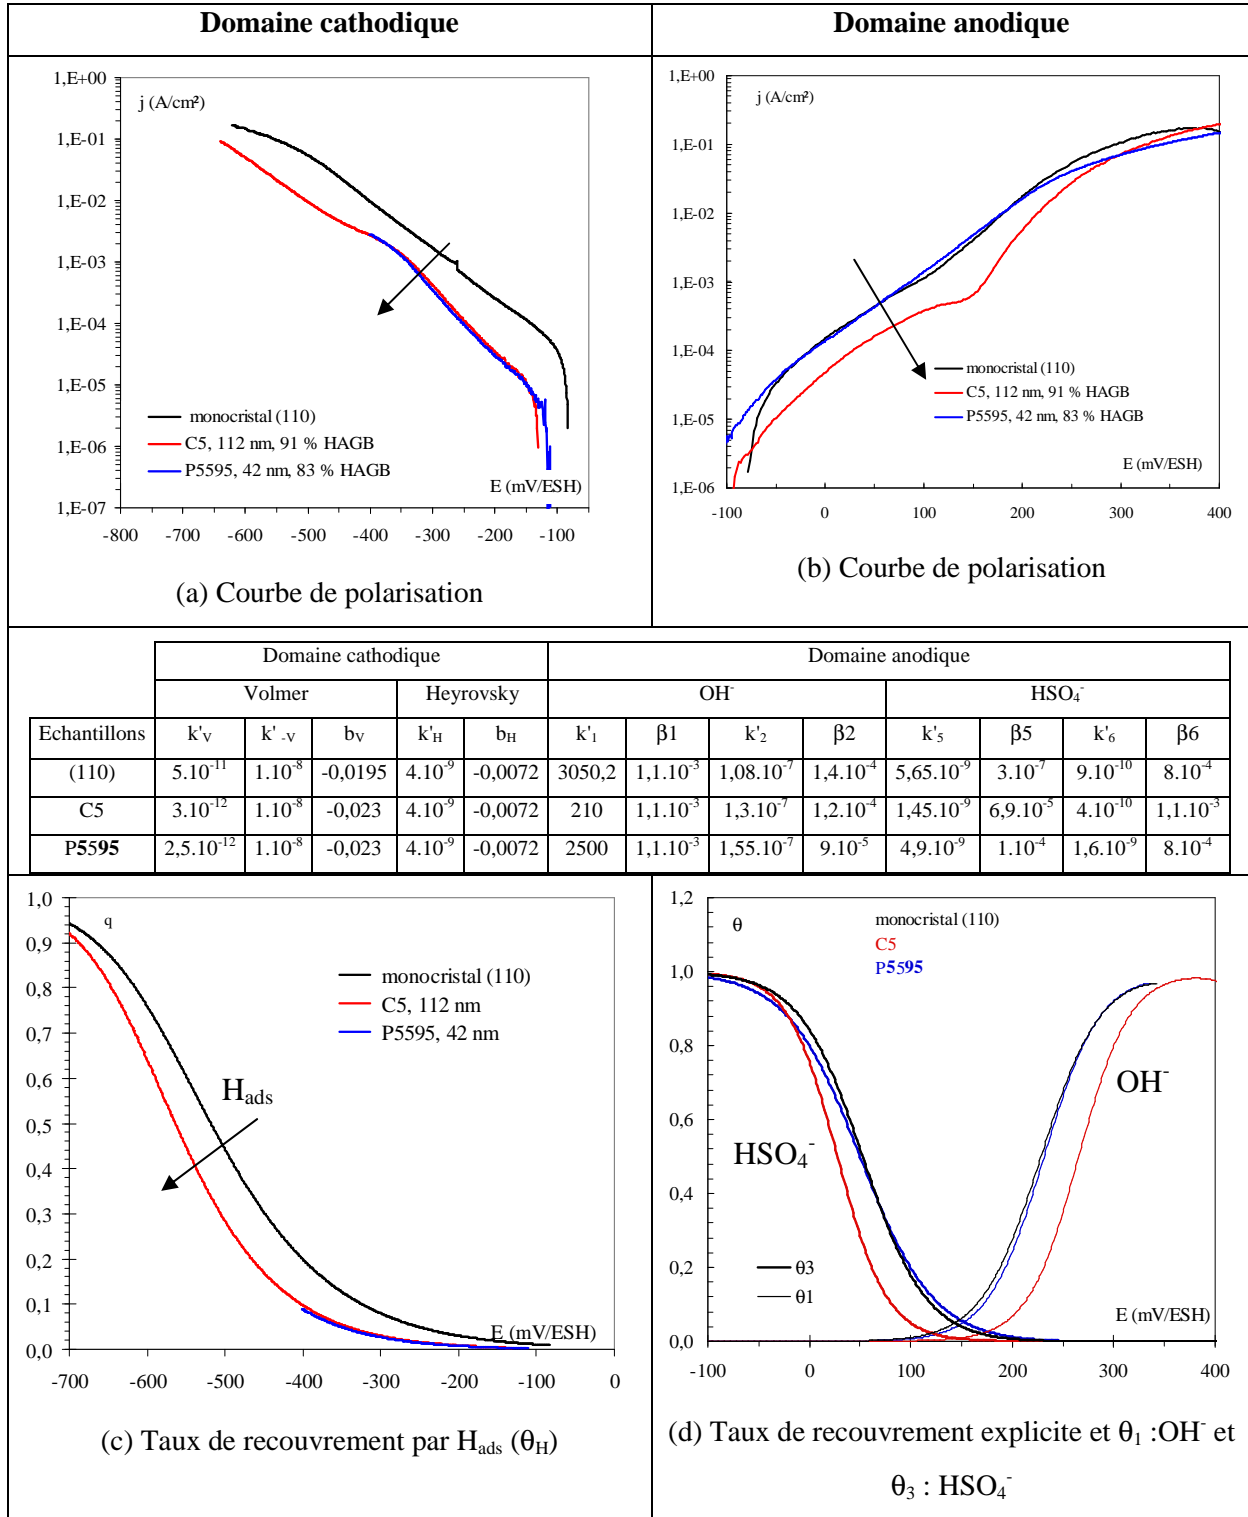 Domaine cathodique
Domaine anodique
1,E+00
1,E-01
1,E-02
1,E-03
1,E-04
1,E-05
1,E-06
1,E-07
j (A/cm²)
monocristal (110)
C5, 112 nm, 91 % HAGB
P5595, 42 nm, 83 % HAGB
E (mV/ESH)
-800 -700 -600 -500 -400 -300 -200 -100
(a) Courbe de polarisation
1,E+00
1,E-01
1,E-02
1,E-03
1,E-04
1,E-05
1,E-06
j (A/cm²)
monocristal (110)
C5, 112 nm, 91 % HAGB
P5595, 42 nm, 83 % HAGB
E (mV/ESH)
-100 0 100 200 300 400
(b) Courbe de polarisation
Domaine cathodique Domaine anodique
Volmer Heyrovsky OH⁻ HSO₄⁻
Echantillons k'V k'-V bV k'H bH k'1 β1 k'2 β2 k'5 β5 k'6 β6
(110) 5.10⁻¹¹ 1.10⁻⁸ -0,0195 4.10⁻⁹ -0,0072 3050,2 1,1.10⁻³ 1,08.10⁻⁷ 1,4.10⁻⁴ 5,65.10⁻⁹ 3.10⁻⁷ 9.10⁻¹⁰ 8.10⁻⁴
C5 3.10⁻¹² 1.10⁻⁸ -0,023 4.10⁻⁹ -0,0072 210 1,1.10⁻³ 1,3.10⁻⁷ 1,2.10⁻⁴ 1,45.10⁻⁹ 6,9.10⁻⁵ 4.10⁻¹⁰ 1,1.10⁻³
P5595 2,5.10⁻¹² 1.10⁻⁸ -0,023 4.10⁻⁹ -0,0072 2500 1,1.10⁻³ 1,55.10⁻⁷ 9.10⁻⁵ 4,9.10⁻⁹ 1.10⁻⁴ 1,6.10⁻⁹ 8.10⁻⁴
1,0
0,9
0,8
0,7
0,6
0,5
0,4
0,3
0,2
0,1
0,0
q
monocristal (110)
C5, 112 nm
P5595, 42 nm
Hads
E (mV/ESH)
-700 -600 -500 -400 -300 -200 -100 0
(c) Taux de recouvrement par Hads (θH)
1,2
1,0
0,8
0,6
0,4
0,2
0,0
θ
monocristal (110)
C5
P5595
OH⁻
HSO₄⁻
θ3
θ1
E (mV/ESH)
-100 0 100 200 300 400
(d) Taux de recouvrement explicite et θ₁ :OH⁻ et
θ₃ : HSO₄⁻